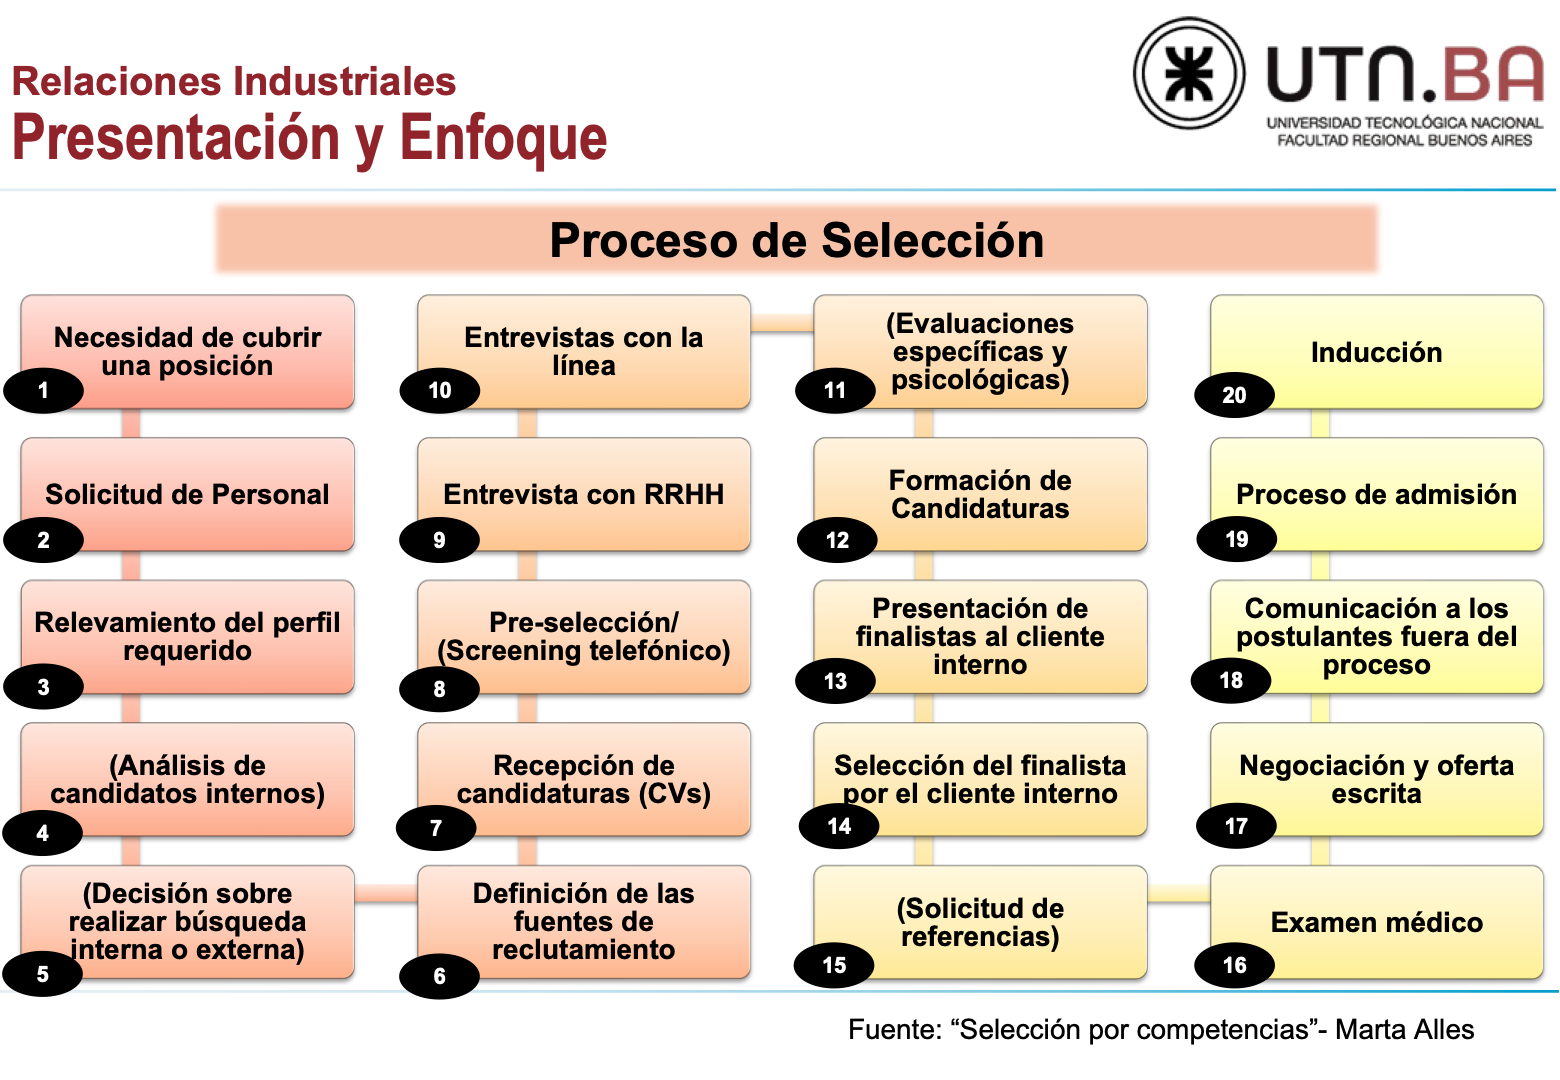 Relaciones Industriales
Presentación y Enfoque
UTN.BA
UNIVERSIDAD TECNOLÓGICA NACIONAL
FACULTAD REGIONAL BUENOS AIRES
Proceso de Selección
Necesidad de cubrir
una posición
1
Solicitud de Personal
2
Relevamiento del perfil
requerido
3
(Análisis de
candidatos internos)
4
(Decisión sobre
realizar búsqueda
interna o externa)
5
Definición de las
fuentes de
reclutamiento
6
Recepción de
candidaturas (CVs)
7
Pre-selección/
(Screening telefónico)
8
Entrevista con RRHH
9
Entrevistas con la
línea
10
(Evaluaciones
específicas y
psicológicas)
11
Formación de
Candidaturas
12
Presentación de
finalistas al cliente
interno
13
Selección del finalista
por el cliente interno
14
(Solicitud de
referencias)
15
Examen médico
16
Negociación y oferta
escrita
17
Comunicación a los
postulantes fuera del
proceso
18
Proceso de admisión
19
Inducción
20
Fuente: “Selección por competencias”- Marta Alles